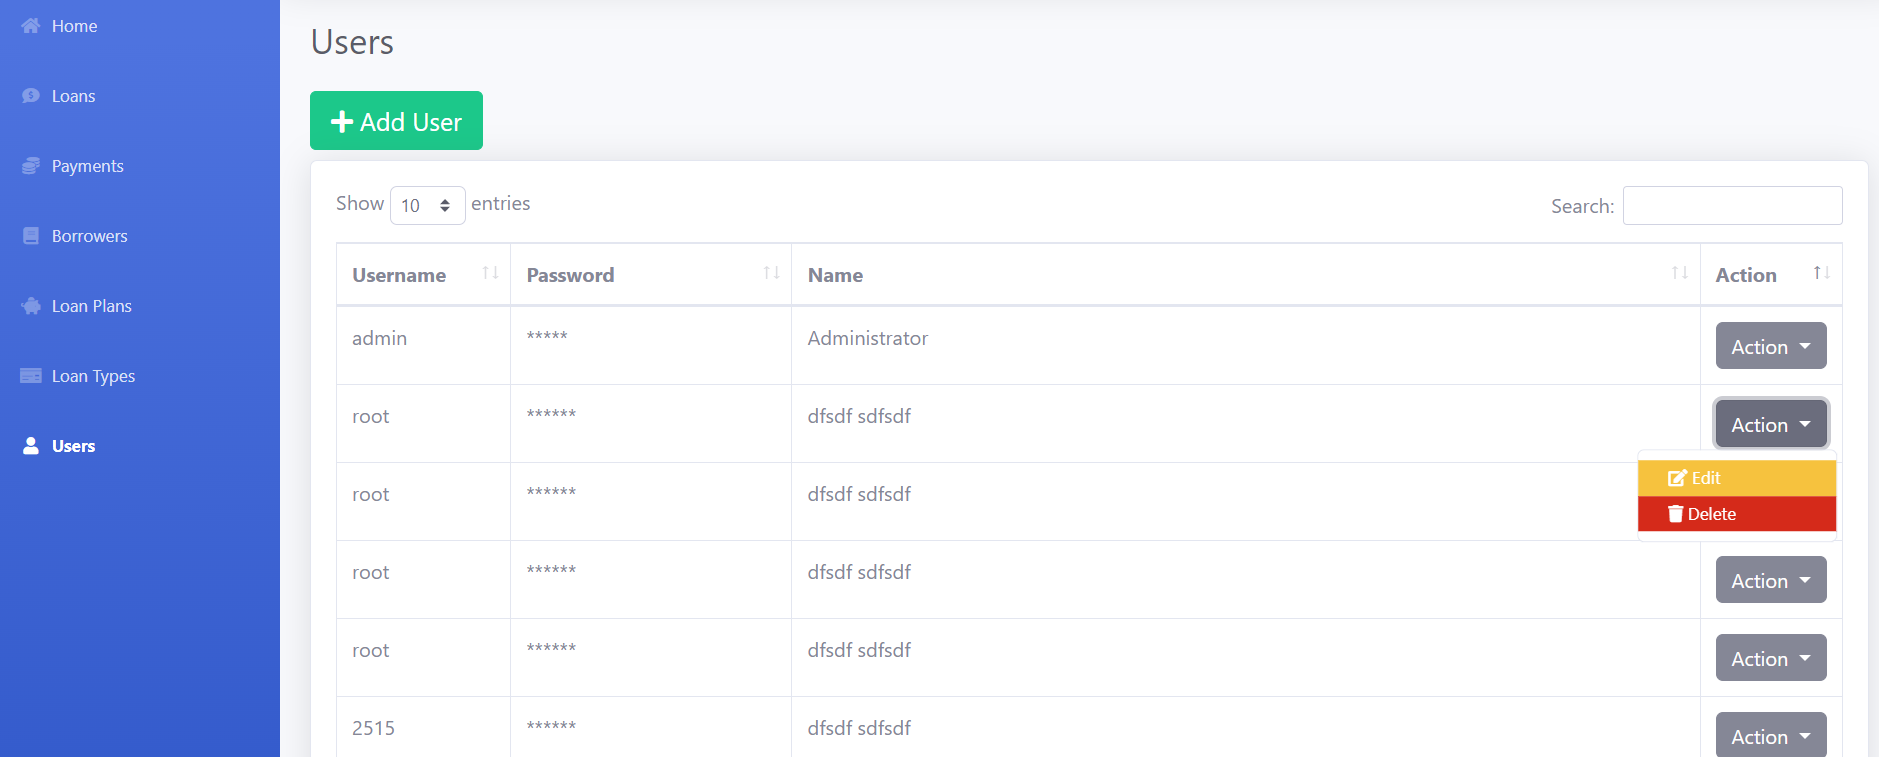 Home
Loans
Payments
Borrowers
Loan Plans
Loan Types
Users
Users
Add User
Show 10 entries
Search:
Username Password Name Action
admin ***** Administrator Action
root ****** dfsdf sdfsdf Action
Edit
Delete
root ****** dfsdf sdfsdf
root ****** dfsdf sdfsdf Action
root ****** dfsdf sdfsdf Action
2515 ****** dfsdf sdfsdf Action